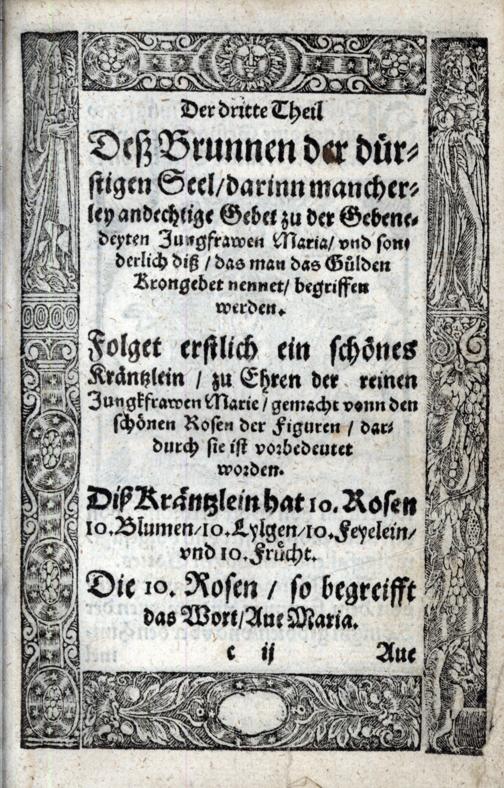 Der dritte Theil
Deß Brunnen der dür⸗
stigen Seel/darinn mancher⸗
ley andechtige Gebet zu der Gebene⸗
deyten Jungfrawen Maria/ vnd son⸗
derlich diß / das man das Gülden
Krongebet nennet/ begriffen
werden.
Folget erstlich ein schönes
Kräntzlein / zu Ehren der reinen
Jungkfrawen Marie / gemacht vonn den
schönen Rosen der Figuren / dar⸗
durch sie ist vorbedeutet
worden.
Diß Kräntzlein hat 10. Rosen
10. Blumen/10. Lylgen/10. Feyelein/
vnd 10. Frücht.
Die 10. Rosen / so begreifft
das Wort/Aue Maria.
c ij Aue